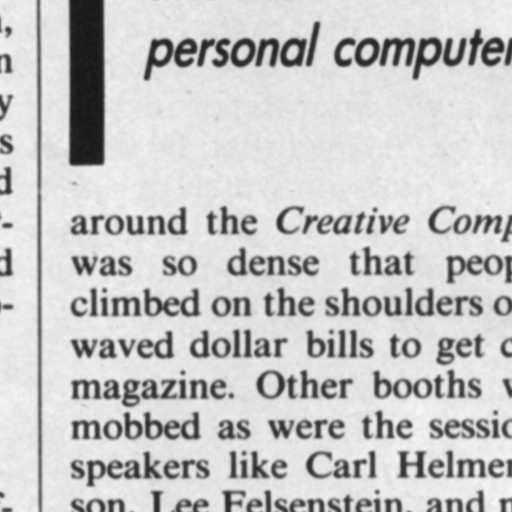 personal computer
around the Creative Comp
was so dense that peop
climbed on the shoulders o
waved dollar bills to get c
magazine. Other booths w
mobbed as were the sessio
speakers like Carl Helmer
son, Lee Felsenstein, and